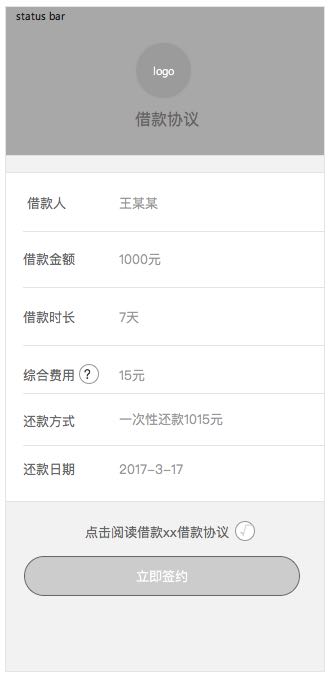 status bar
logo
借款协议
借款人 王某某
借款金额 1000元
借款时长 7天
综合费用 ? 15元
还款方式 一次性还款1015元
还款日期 2017-3-17
点击阅读借款xx借款协议 √
立即签约